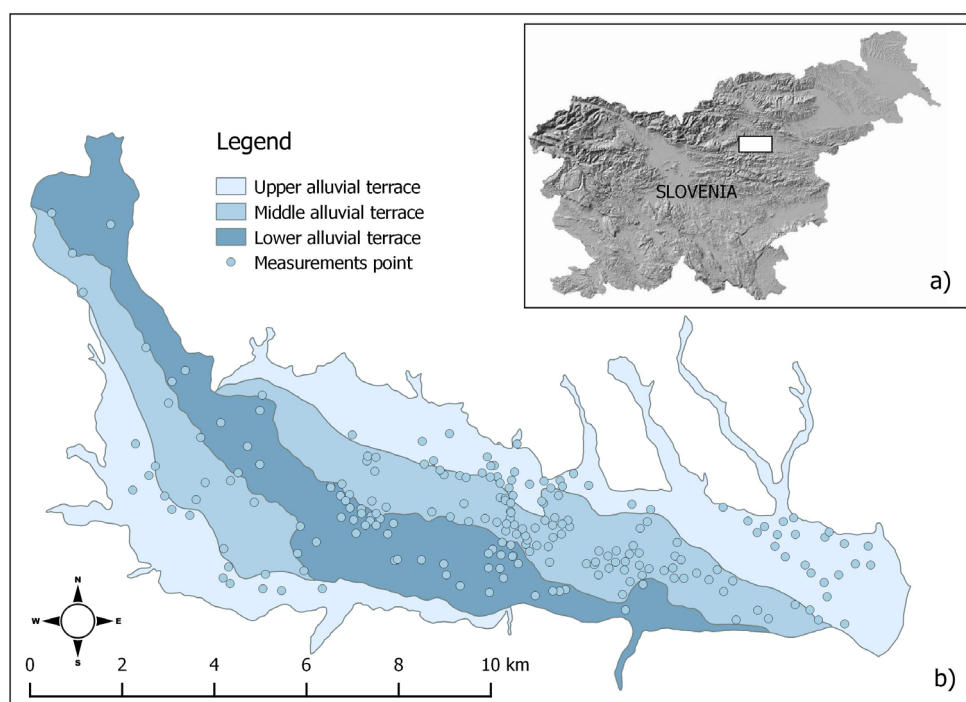 Legend
Upper alluvial terrace
Middle alluvial terrace
Lower alluvial terrace
Measurements point
SLOVENIA
a)
N
W E
S
0 2 4 6 8 10 km
b)